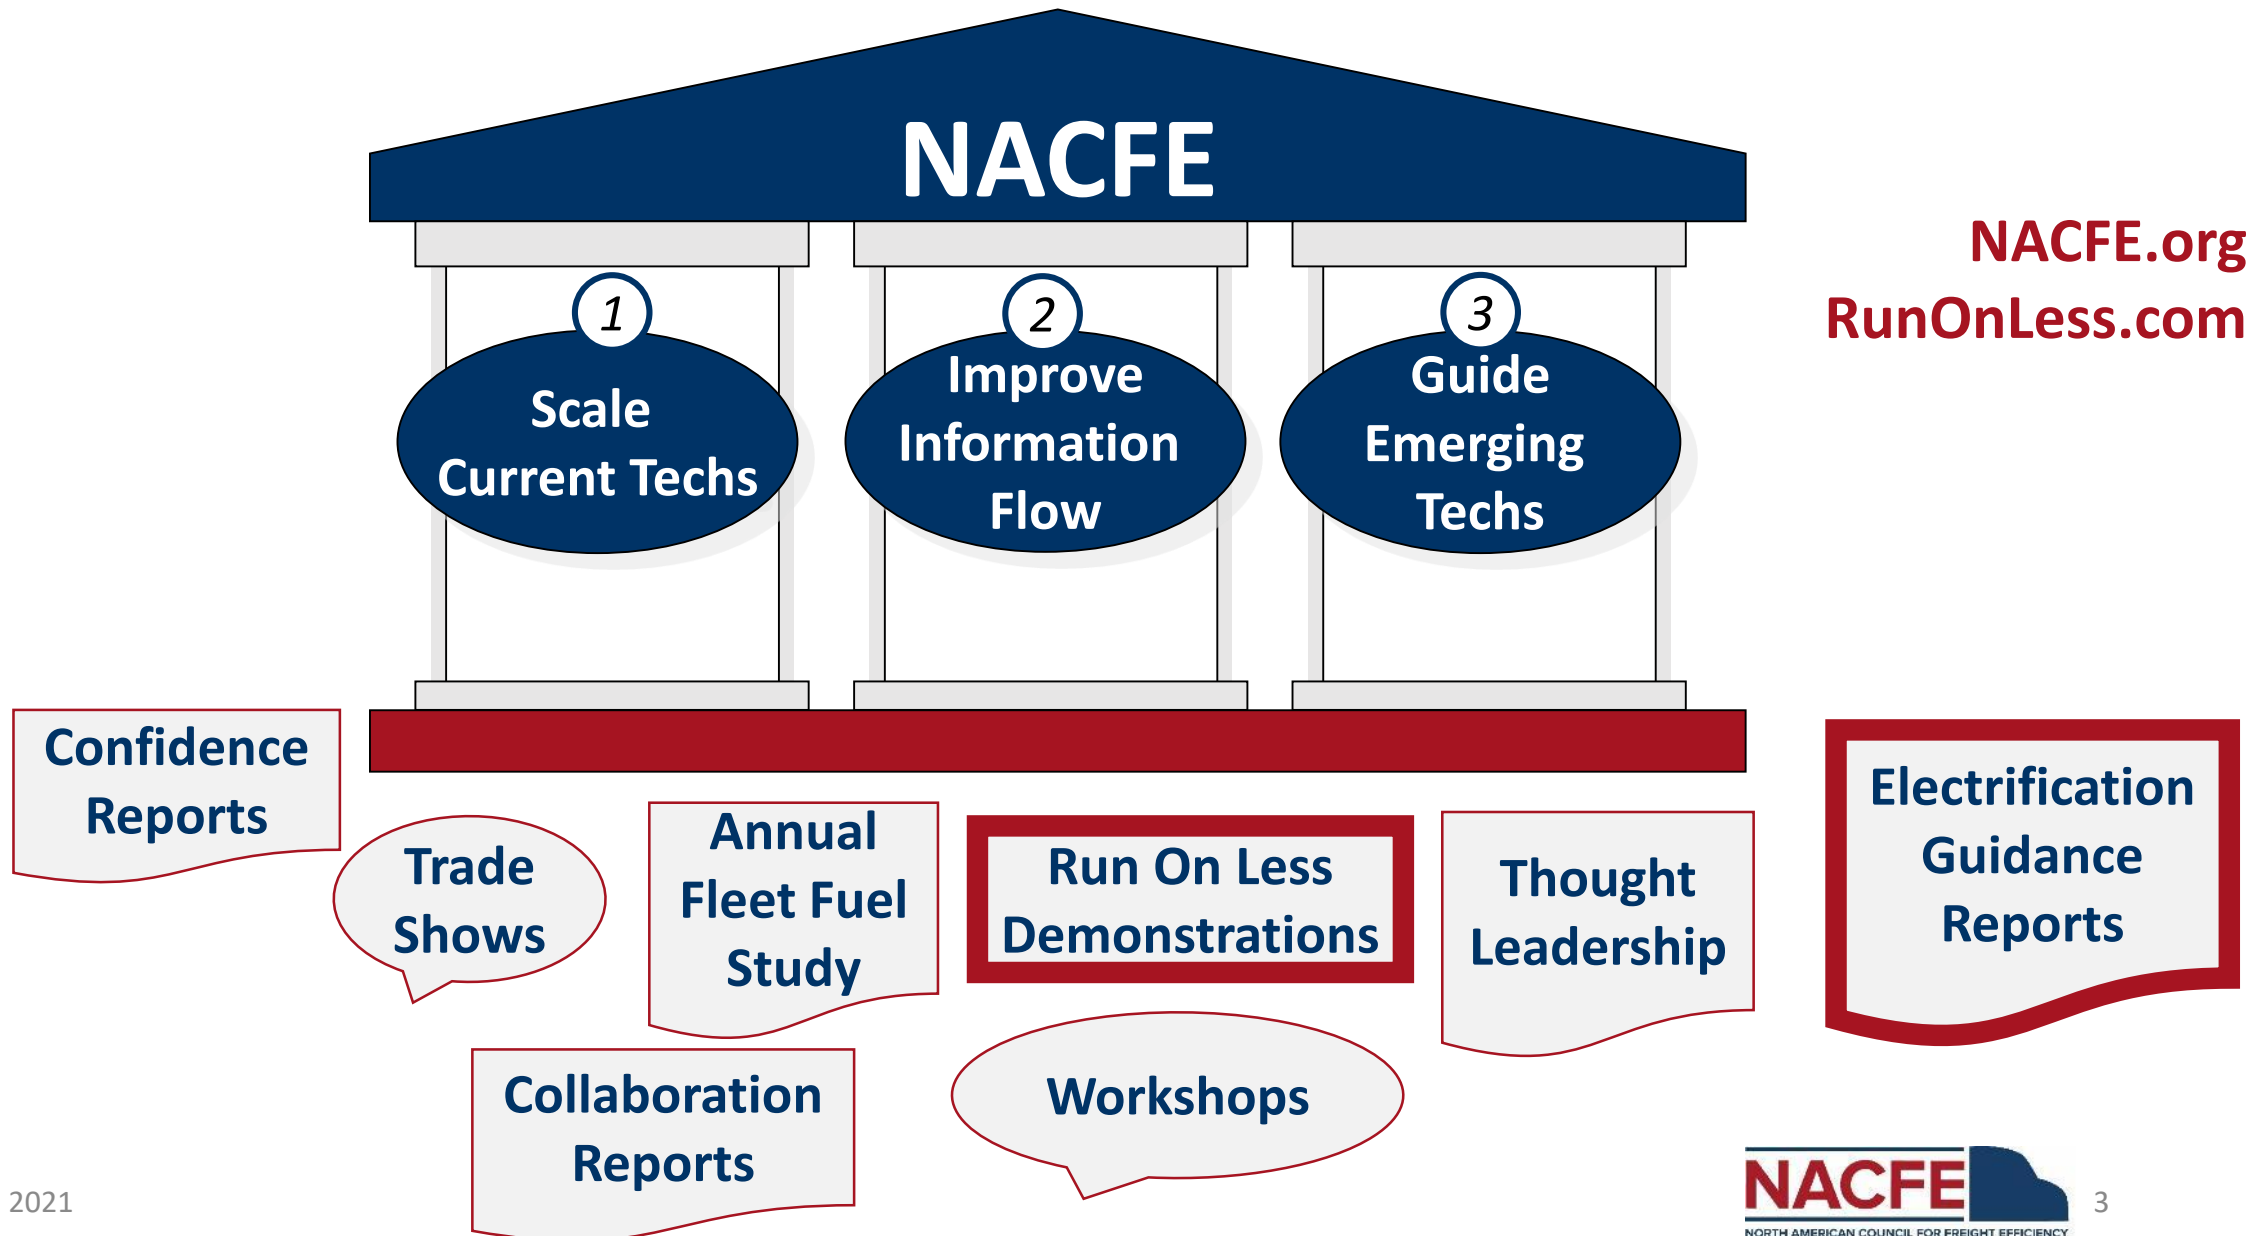 NACFE
NACFE.org
RunOnLess.com
1
Scale
Current Techs
2
Improve
Information
Flow
3
Guide
Emerging
Techs
Confidence
Reports
Trade
Shows
Annual
Fleet Fuel
Study
Run On Less
Demonstrations
Thought
Leadership
Electrification
Guidance
Reports
Collaboration
Reports
Workshops
2021
NACFE
NORTH AMERICAN COUNCIL FOR FREIGHT EFFICIENCY
3